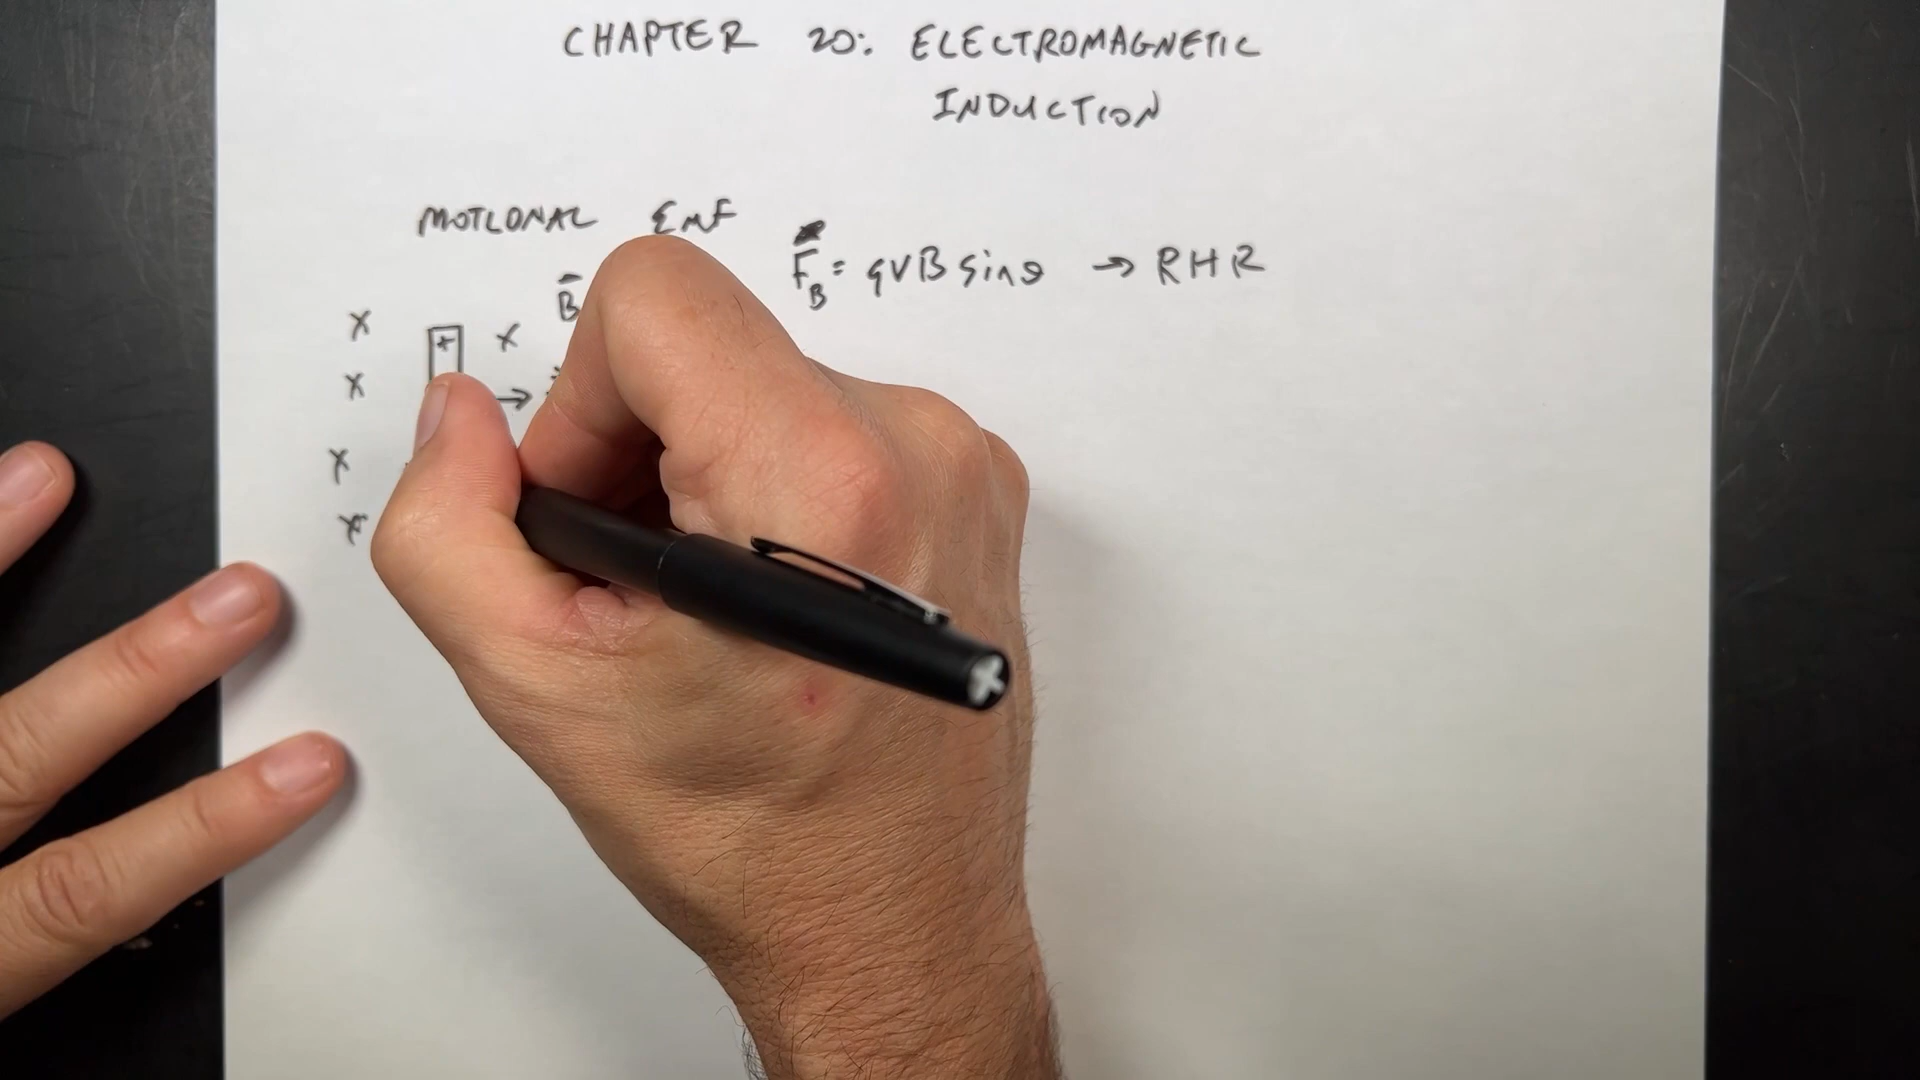 CHAPTER 20: ELECTROMAGNETIC
INDUCTION
MOTIONAL EMF
F_B = qvB sinθ → RHR
B
x + x
x →
x
x